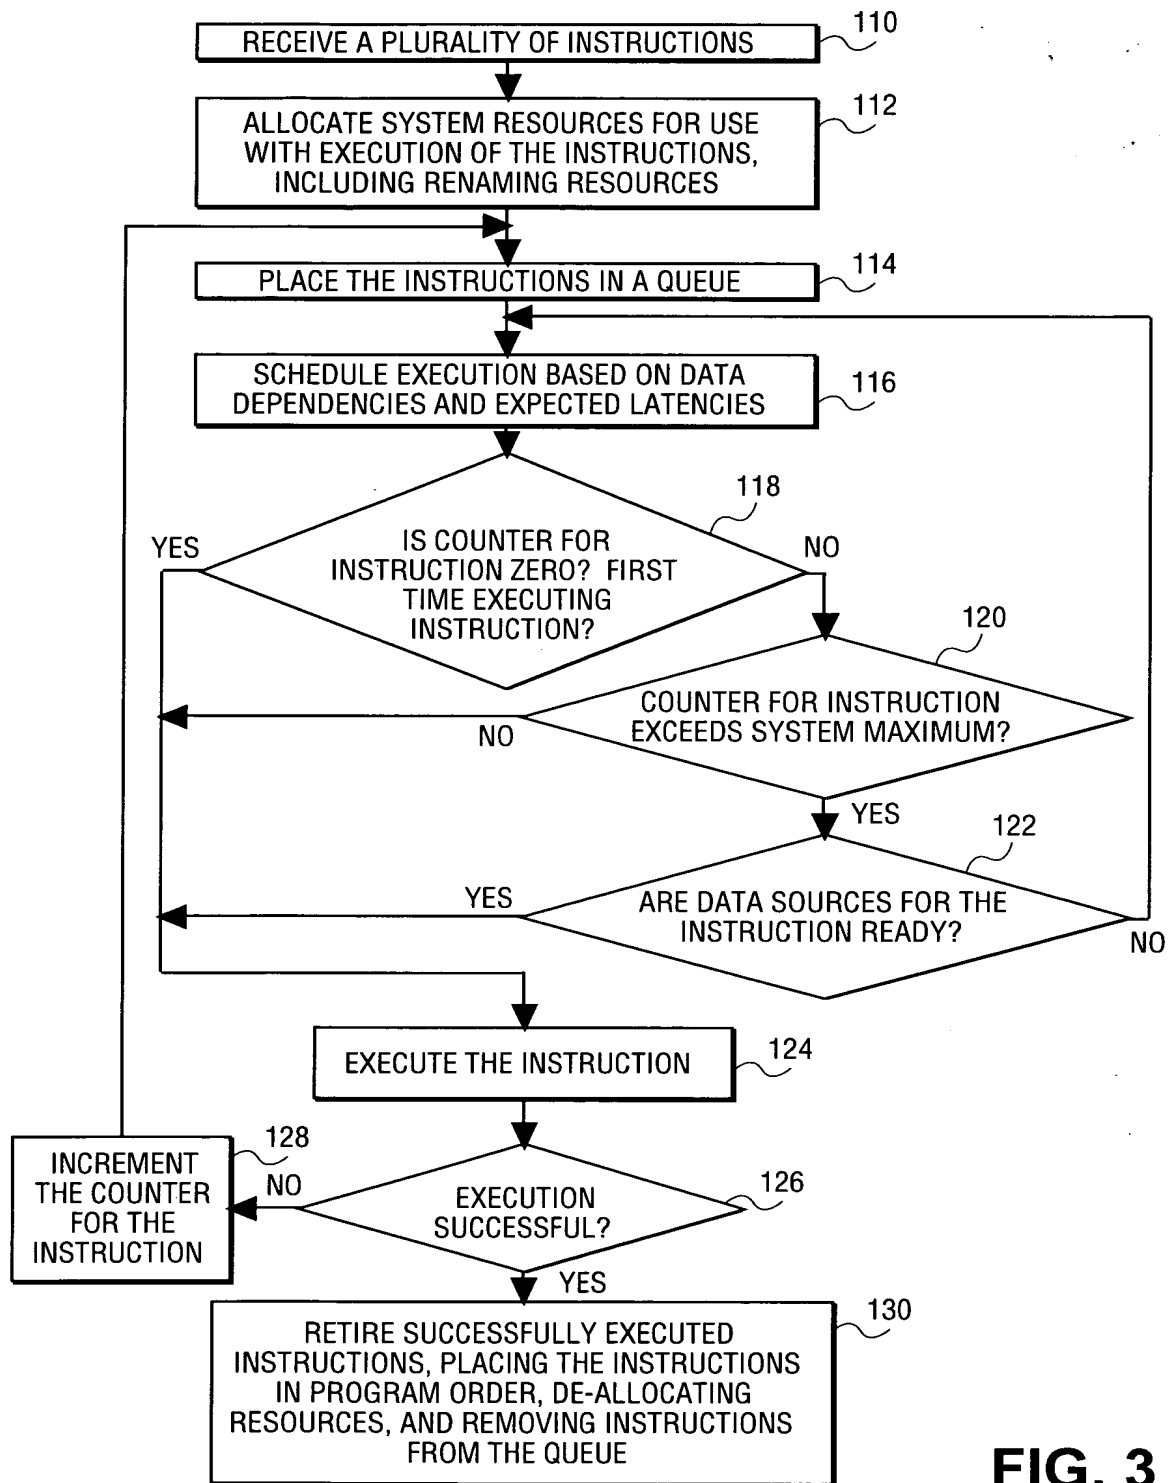 RECEIVE A PLURALITY OF INSTRUCTIONS
110
ALLOCATE SYSTEM RESOURCES FOR USE
WITH EXECUTION OF THE INSTRUCTIONS,
INCLUDING RENAMING RESOURCES
112
PLACE THE INSTRUCTIONS IN A QUEUE
114
SCHEDULE EXECUTION BASED ON DATA
DEPENDENCIES AND EXPECTED LATENCIES
116
118
YES
IS COUNTER FOR
INSTRUCTION ZERO? FIRST
TIME EXECUTING
INSTRUCTION?
NO
120
COUNTER FOR INSTRUCTION
EXCEEDS SYSTEM MAXIMUM?
NO
YES
122
YES
ARE DATA SOURCES FOR THE
INSTRUCTION READY?
NO
EXECUTE THE INSTRUCTION
124
128
INCREMENT
THE COUNTER
FOR THE
INSTRUCTION
NO
EXECUTION
SUCCESSFUL?
126
YES
RETIRE SUCCESSFULLY EXECUTED
INSTRUCTIONS, PLACING THE INSTRUCTIONS
IN PROGRAM ORDER, DE-ALLOCATING
RESOURCES, AND REMOVING INSTRUCTIONS
FROM THE QUEUE
130
FIG. 3